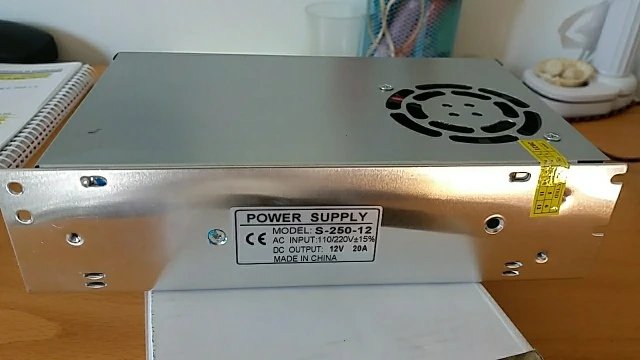 POWER SUPPLY
CE MODEL: S-250-12
AC INPUT:110/220V±15%
DC OUTPUT: 12V 20A
MADE IN CHINA